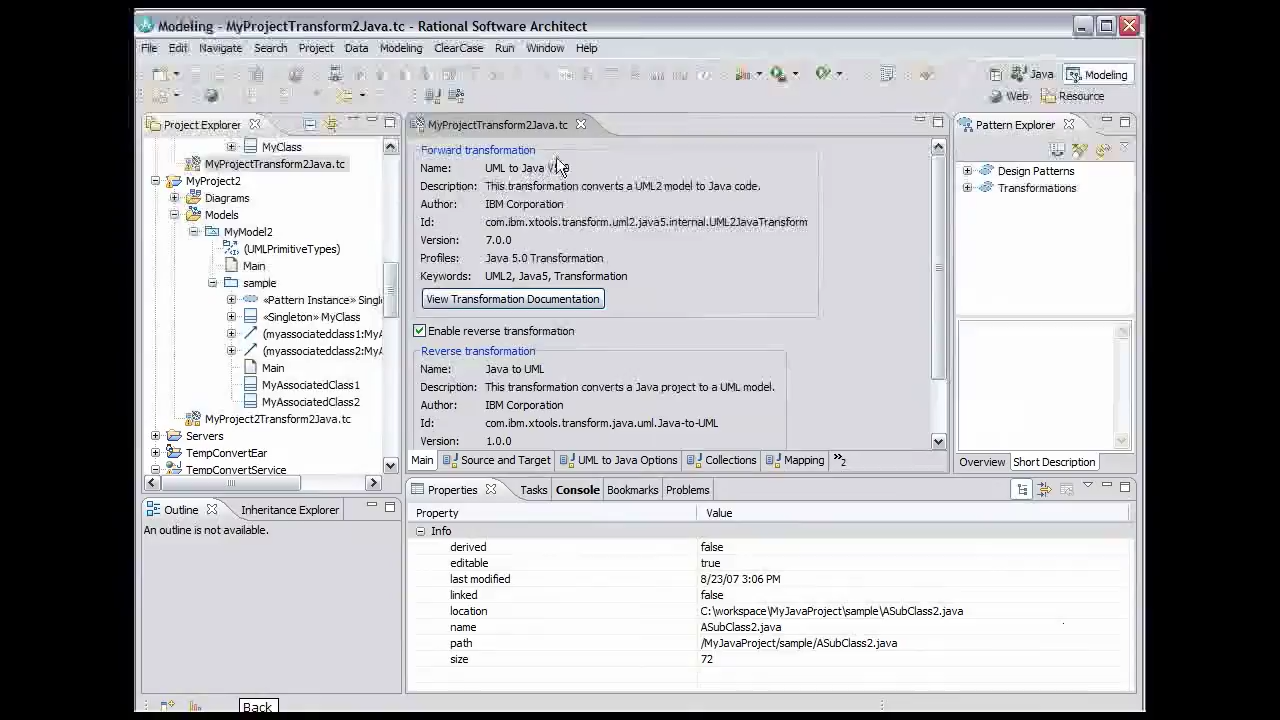 Modeling - MyProjectTransform2Java.tc - Rational Software Architect
File Edit Navigate Search Project Data Modeling ClearCase Run Window Help
Java Modeling
Web Resource
Project Explorer
MyClass
MyProjectTransform2Java.tc
MyProject2
Diagrams
Models
MyModel2
(UMLPrimitiveTypes)
Main
sample
«Pattern Instance» Singl
«Singleton» MyClass
(myassociatedclass1:MyA
(myassociatedclass2:MyA
Main
MyAssociatedClass1
MyAssociatedClass2
MyProject2Transform2Java.tc
Servers
TempConvertEar
TempConvertService
Outline Inheritance Explorer
An outline is not available.
MyProjectTransform2Java.tc
Forward transformation
Name: UML to Java
Description: This transformation converts a UML2 model to Java code.
Author: IBM Corporation
Id: com.ibm.xtools.transform.uml2.java5.internal.UML2JavaTransform
Version: 7.0.0
Profiles: Java 5.0 Transformation
Keywords: UML2, Java5, Transformation
View Transformation Documentation
Enable reverse transformation
Reverse transformation
Name: Java to UML
Description: This transformation converts a Java project to a UML model.
Author: IBM Corporation
Id: com.ibm.xtools.transform.java.uml.Java-to-UML
Version: 1.0.0
Main Source and Target UML to Java Options Collections Mapping »2
Pattern Explorer
Design Patterns
Transformations
Overview Short Description
Properties Tasks Console Bookmarks Problems
Property Value
Info
derived false
editable true
last modified 8/23/07 3:06 PM
linked false
location C:\workspace\MyJavaProject\sample\ASubClass2.java
name ASubClass2.java
path /MyJavaProject/sample/ASubClass2.java
size 72
Back